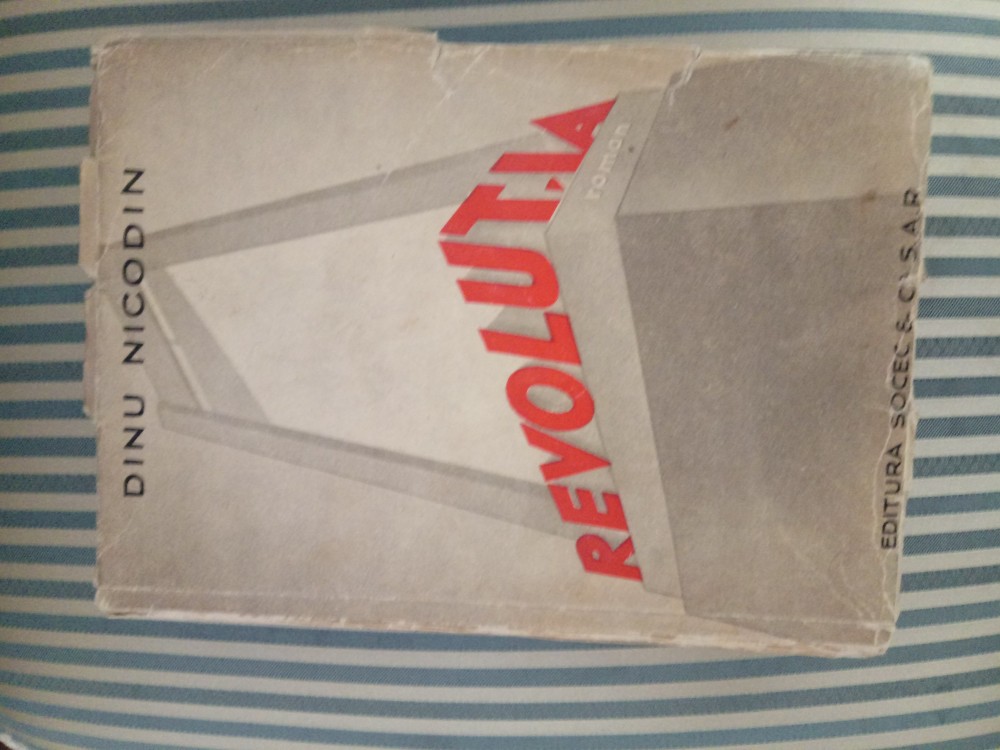 DINU NICODIN
REVOLUȚIA
roman
EDITURA SOCEC & Cº S.A.R.